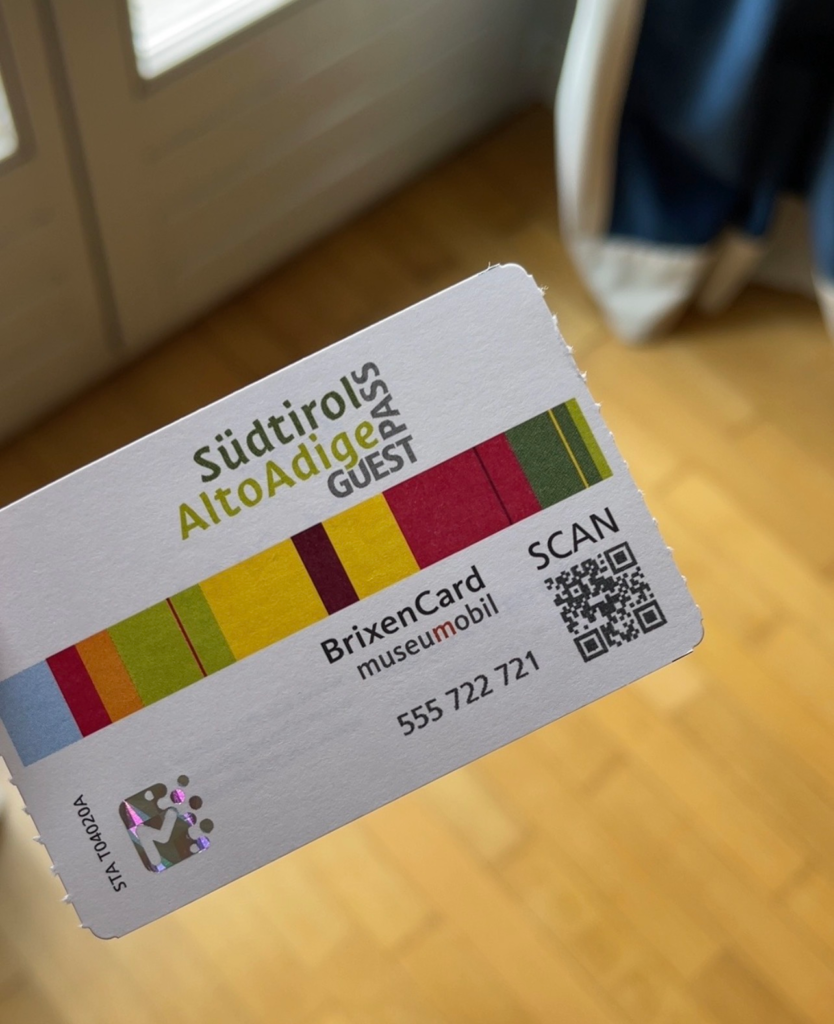 Südtirol
AltoAdige
GUEST PASS
SCAN
BrixenCard
museumobil
555 722 721
STA T04020A